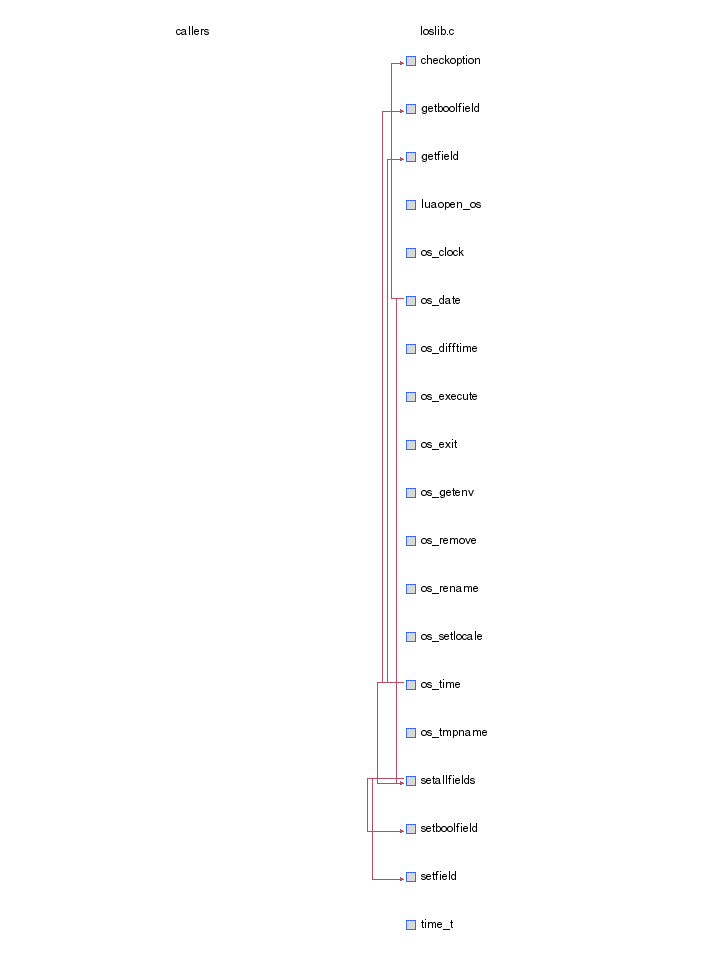 callers loslib.c
checkoption
getboolfield
getfield
luaopen_os
os_clock
os_date
os_difftime
os_execute
os_exit
os_getenv
os_remove
os_rename
os_setlocale
os_time
os_tmpname
setallfields
setboolfield
setfield
time_t